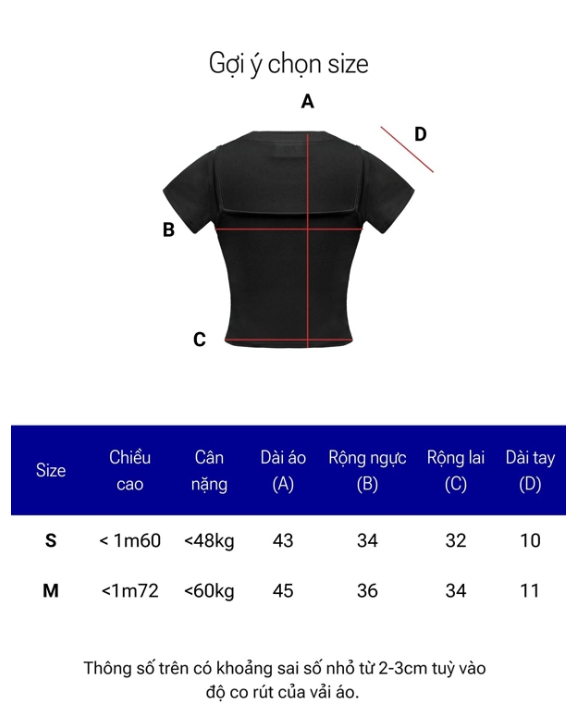 Gợi ý chọn size
A
D
B
C
Size Chiều cao Cân nặng Dài áo (A) Rộng ngực (B) Rộng lai (C) Dài tay (D)
S < 1m60 <48kg 43 34 32 10
M <1m72 <60kg 45 36 34 11
Thông số trên có khoảng sai số nhỏ từ 2-3cm tuỳ vào
độ co rút của vải áo.